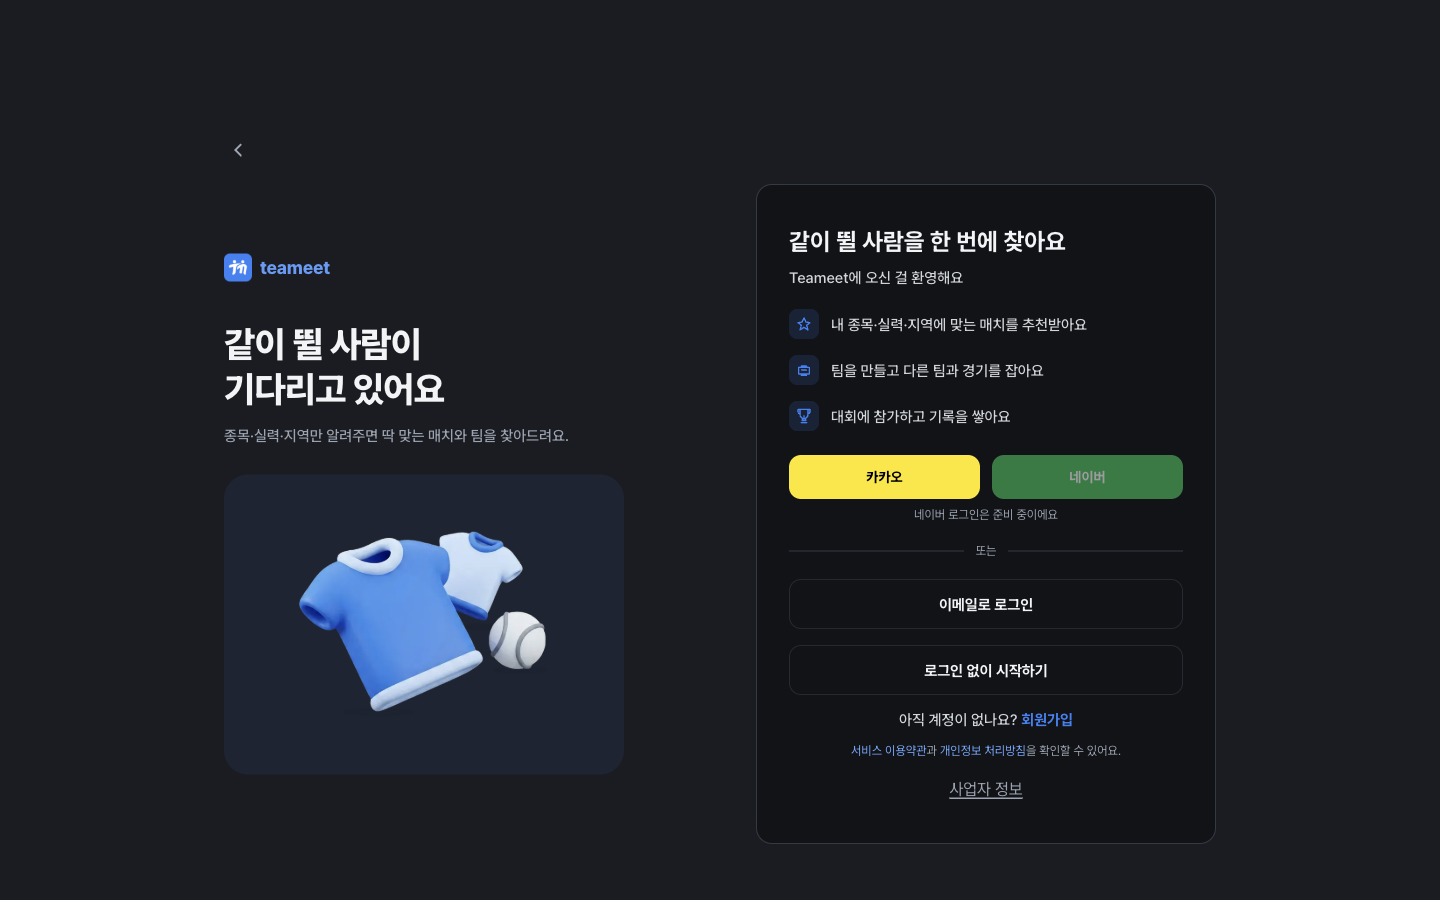 teameet
같이 뛸 사람이
기다리고 있어요
종목·실력·지역만 알려주면 딱 맞는 매치와 팀을 찾아드려요.
같이 뛸 사람을 한 번에 찾아요
Teameet에 오신 걸 환영해요
내 종목·실력·지역에 맞는 매치를 추천받아요
팀을 만들고 다른 팀과 경기를 잡아요
대회에 참가하고 기록을 쌓아요
카카오
네이버
네이버 로그인은 준비 중이에요
또는
이메일로 로그인
로그인 없이 시작하기
아직 계정이 없나요? 회원가입
서비스 이용약관과 개인정보 처리방침을 확인할 수 있어요.
사업자 정보